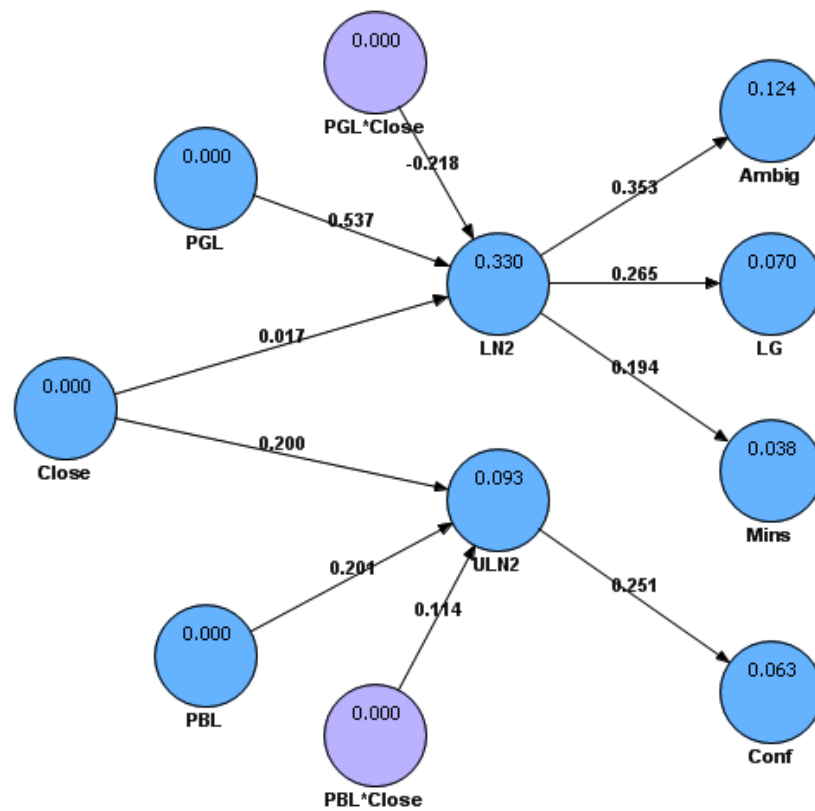 0.000
PGL*Close
0.124
Ambig
0.000
PGL
-0.218
0.353
0.537
0.330
LN2
0.265
0.070
LG
0.017
0.194
0.000
Close
0.200
0.038
Mins
0.093
ULN2
0.201
0.251
0.114
0.000
PBL
0.063
Conf
0.000
PBL*Close